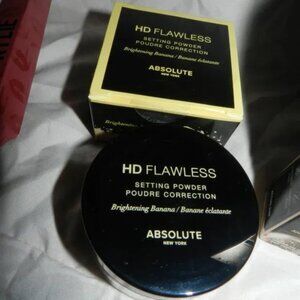 HD FLAWLESS
SETTING POWDER
POUDRE CORRECTION
Brightening Banana / Banane éclatante
ABSOLUTE
NEW YORK
HD FLAWLESS
SETTING POWDER
POUDRE CORRECTION
Brightening Banana / Banane éclatante
ABSOLUTE
NEW YORK